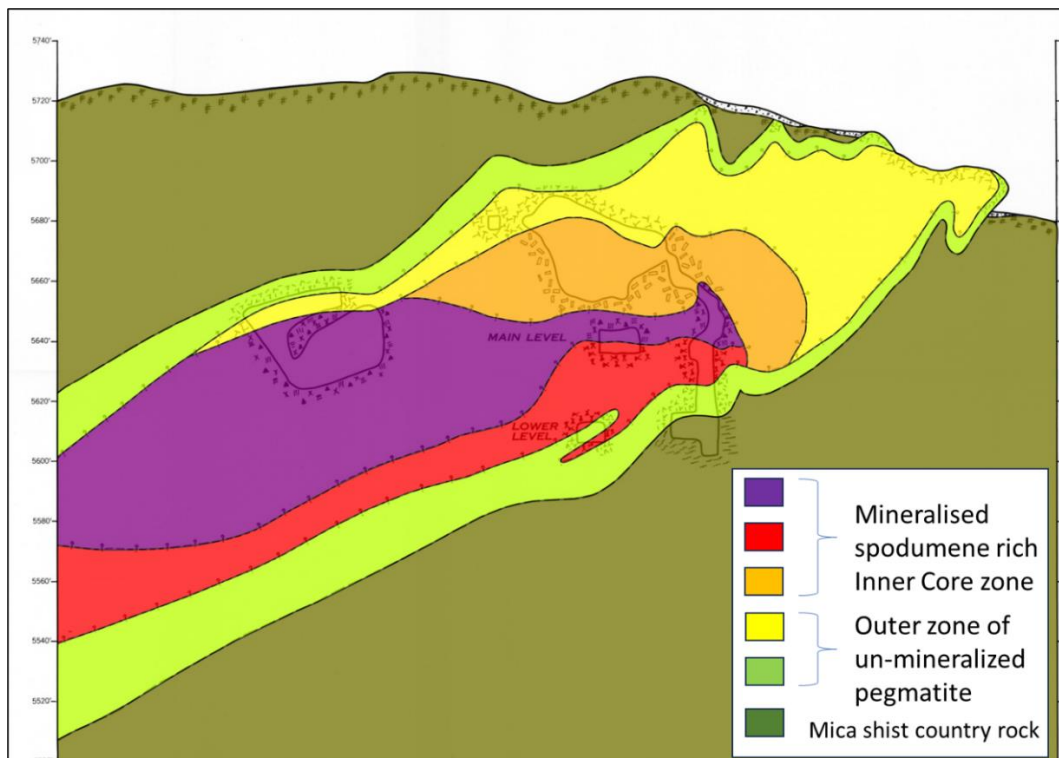 5740'
5720'
5700'
5680'
5660'
5640'
5620'
5600'
5580'
5560'
5540'
5520'
MAIN LEVEL
LOWER LEVEL
Mineralised
spodumene rich
Inner Core zone
Outer zone of
un-mineralized
pegmatite
Mica shist country rock